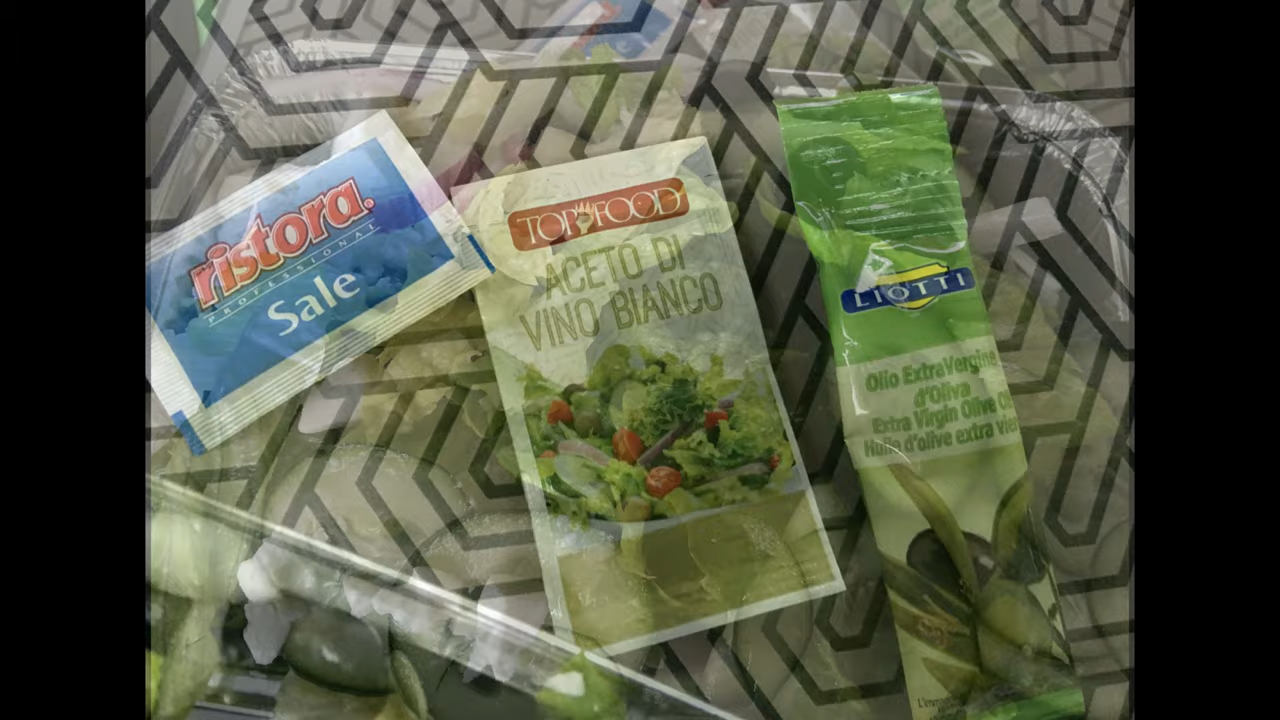 ristora.
PROFESSIONAL
Sale
TOP FOOD
ACETO DI
VINO BIANCO
LIOTTI
Olio ExtraVergine
d'Oliva
Extra Virgin Olive
Huile d'olive extra